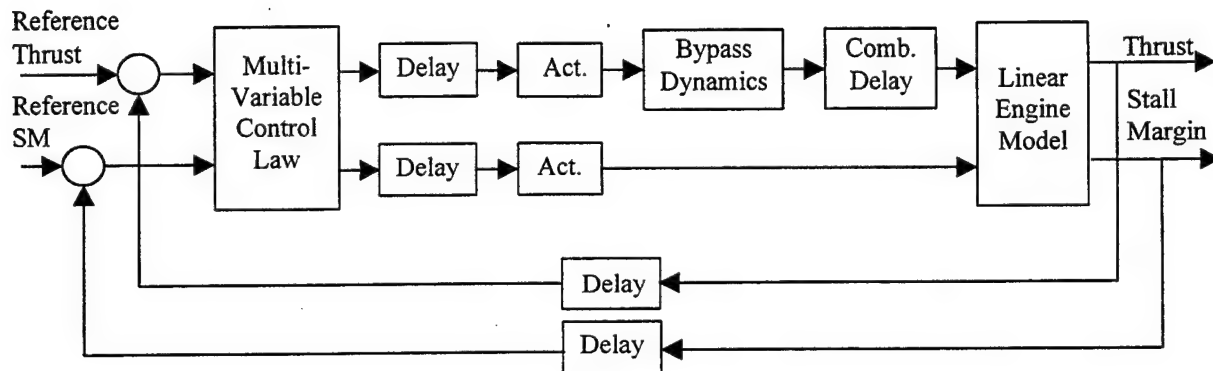 Reference
Thrust
Reference
SM
Multi-
Variable
Control
Law
Delay
Act.
Bypass
Dynamics
Comb.
Delay
Delay
Act.
Linear
Engine
Model
Thrust
Stall
Margin
Delay
Delay